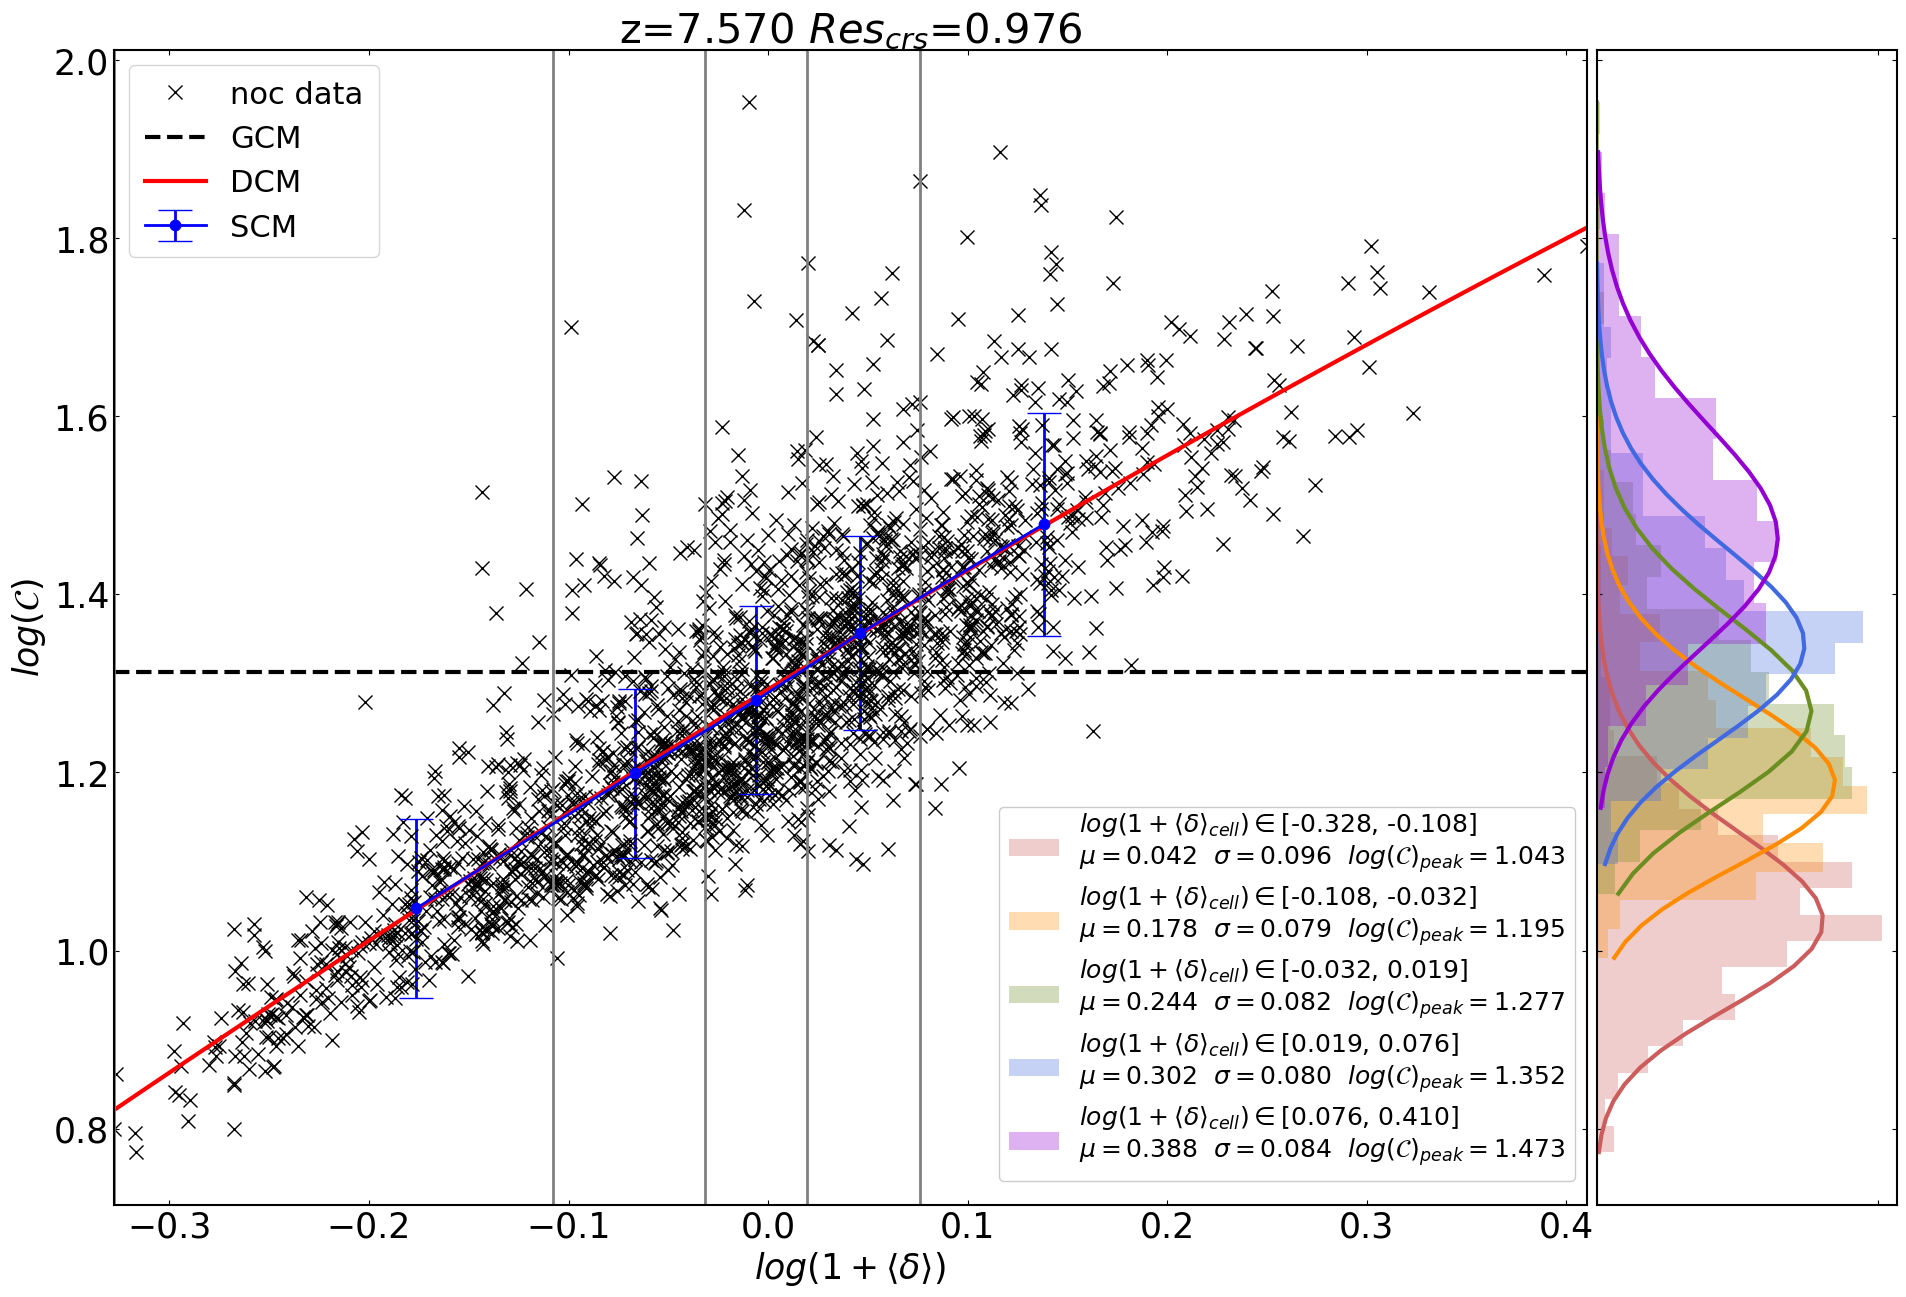 z=7.570 Res_crs=0.976
noc data
GCM
DCM
SCM
2.0
1.8
1.6
1.4
1.2
1.0
0.8
log(𝒞)
log(1 + ⟨δ⟩_cell) ∈ [-0.328, -0.108]
μ = 0.042 σ = 0.096 log(𝒞)_peak = 1.043
log(1 + ⟨δ⟩_cell) ∈ [-0.108, -0.032]
μ = 0.178 σ = 0.079 log(𝒞)_peak = 1.195
log(1 + ⟨δ⟩_cell) ∈ [-0.032, 0.019]
μ = 0.244 σ = 0.082 log(𝒞)_peak = 1.277
log(1 + ⟨δ⟩_cell) ∈ [0.019, 0.076]
μ = 0.302 σ = 0.080 log(𝒞)_peak = 1.352
log(1 + ⟨δ⟩_cell) ∈ [0.076, 0.410]
μ = 0.388 σ = 0.084 log(𝒞)_peak = 1.473
−0.3 −0.2 −0.1 0.0 0.1 0.2 0.3 0.4
log(1 + ⟨δ⟩)